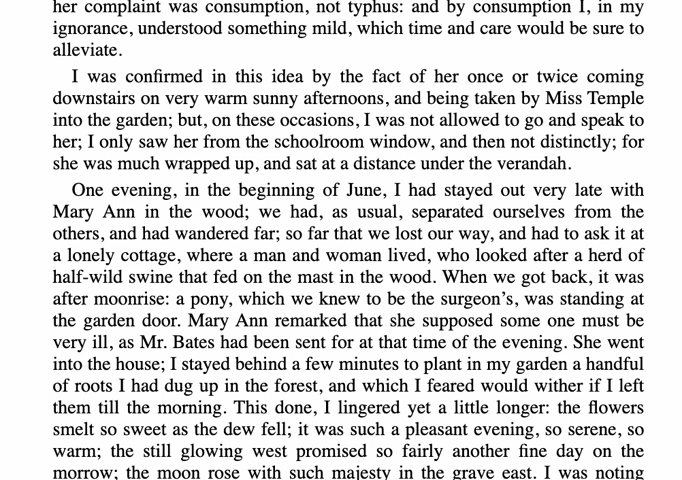 her complaint was consumption, not typhus: and by consumption I, in my
ignorance, understood something mild, which time and care would be sure to
alleviate.
I was confirmed in this idea by the fact of her once or twice coming
downstairs on very warm sunny afternoons, and being taken by Miss Temple
into the garden; but, on these occasions, I was not allowed to go and speak to
her; I only saw her from the schoolroom window, and then not distinctly; for
she was much wrapped up, and sat at a distance under the verandah.
One evening, in the beginning of June, I had stayed out very late with
Mary Ann in the wood; we had, as usual, separated ourselves from the
others, and had wandered far; so far that we lost our way, and had to ask it at
a lonely cottage, where a man and woman lived, who looked after a herd of
half-wild swine that fed on the mast in the wood. When we got back, it was
after moonrise: a pony, which we knew to be the surgeon’s, was standing at
the garden door. Mary Ann remarked that she supposed some one must be
very ill, as Mr. Bates had been sent for at that time of the evening. She went
into the house; I stayed behind a few minutes to plant in my garden a handful
of roots I had dug up in the forest, and which I feared would wither if I left
them till the morning. This done, I lingered yet a little longer: the flowers
smelt so sweet as the dew fell; it was such a pleasant evening, so serene, so
warm; the still glowing west promised so fairly another fine day on the
morrow; the moon rose with such majesty in the grave east. I was noting